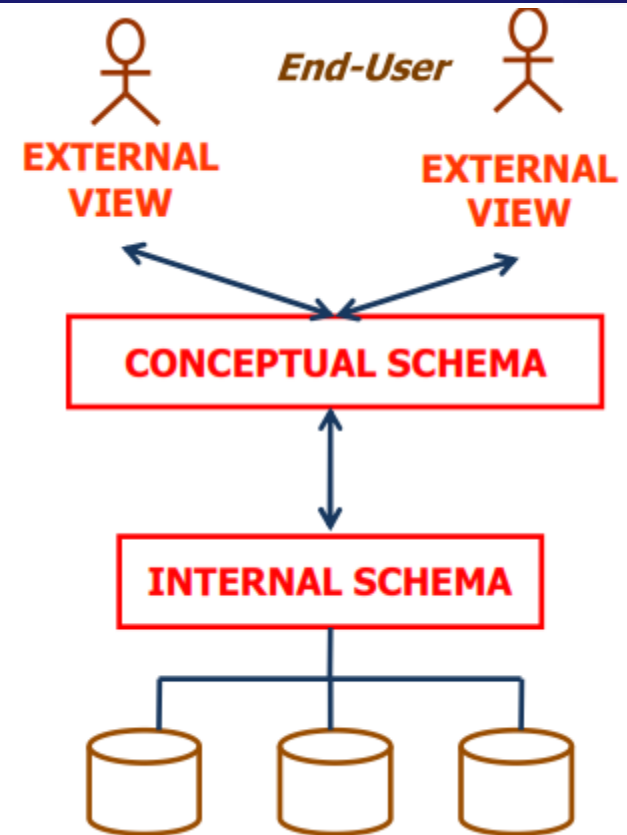 End-User
EXTERNAL
VIEW
EXTERNAL
VIEW
CONCEPTUAL SCHEMA
INTERNAL SCHEMA